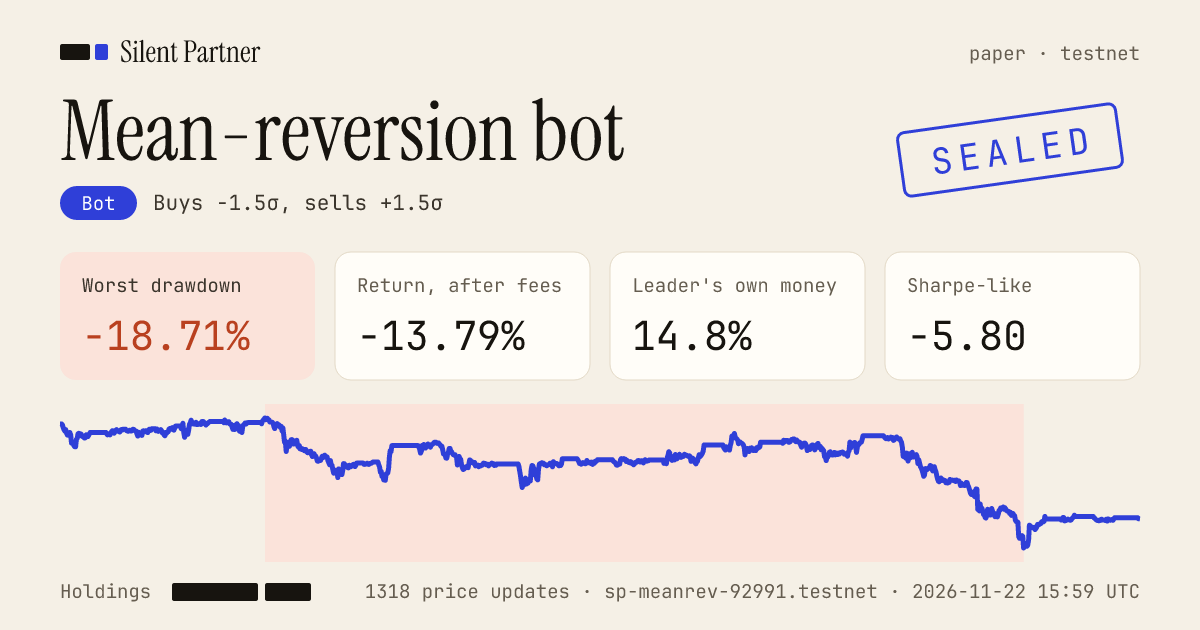 Silent Partner
paper · testnet
Mean-reversion bot
SEALED
Bot
Buys -1.5σ, sells +1.5σ
Worst drawdown
-18.71%
Return, after fees
-13.79%
Leader's own money
14.8%
Sharpe-like
-5.80
Holdings
1318 price updates · sp-meanrev-92991.testnet · 2026-11-22 15:59 UTC